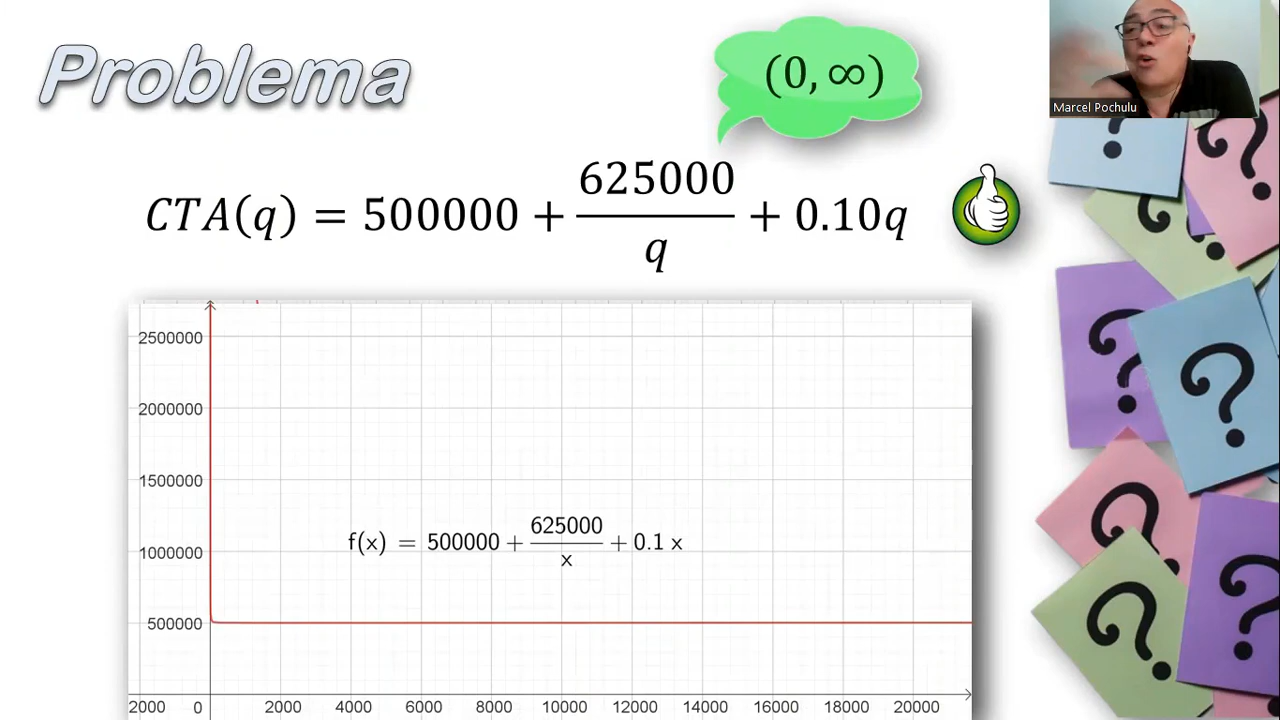 Problema
(0, ∞)
Marcel Pochulu
CTA(q) = 500000 + 625000/q + 0.10q
2500000
2000000
1500000
f(x) = 500000 + 625000/x + 0.1 x
1000000
500000
2000 0 2000 4000 6000 8000 10000 12000 14000 16000 18000 20000
? ? ? ? ? ? ? ? ?